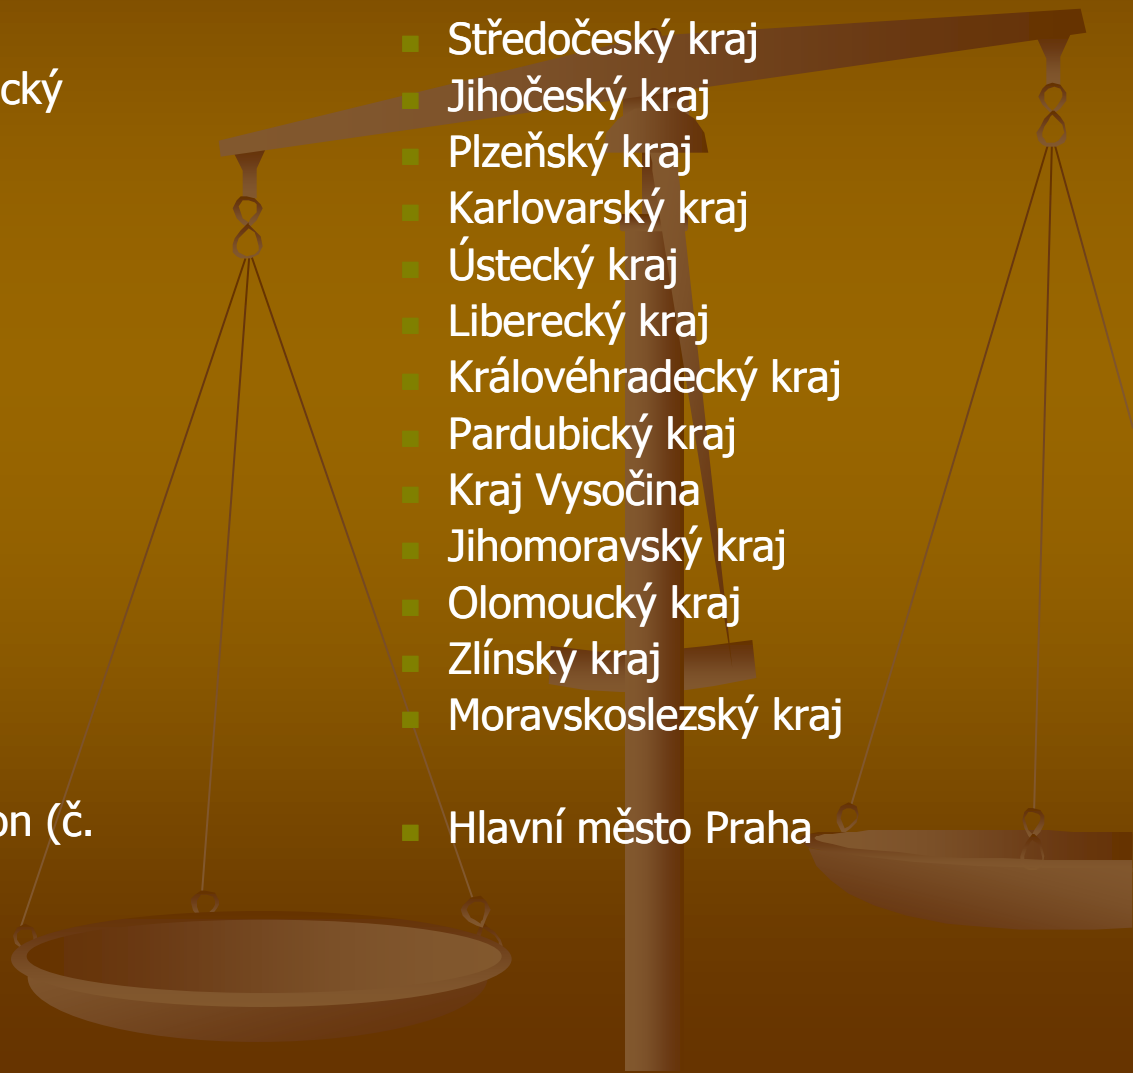 cký
on (č.
Středočeský kraj
Jihočeský kraj
Plzeňský kraj
Karlovarský kraj
Ústecký kraj
Liberecký kraj
Královéhradecký kraj
Pardubický kraj
Kraj Vysočina
Jihomoravský kraj
Olomoucký kraj
Zlínský kraj
Moravskoslezský kraj
Hlavní město Praha